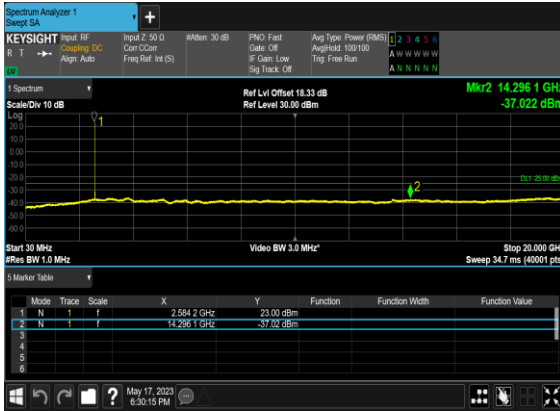 Spectrum Analyzer 1
Swept SA
+
KEYSIGHT
R T
Input: RF
Coupling: DC
Align: Auto
Input Z: 50 Ω
Corr CCorr
Freq Ref: Int (S)
#Atten: 30 dB
PNO: Fast
Gate: Off
IF Gain: Low
Sig Track: Off
Avg Type: Power (RMS)
Avg|Hold: 100/100
Trig: Free Run
1 2 3 4 5 6
A W W W W W
A N N N N N
1 Spectrum
Scale/Div 10 dB
Ref Lvl Offset 18.33 dB
Ref Level 30.00 dBm
Mkr2 14.296 1 GHz
-37.022 dBm
Log
20.0
10.0
0.00
-10.0
-20.0
-30.0
-40.0
-50.0
-60.0
1
2
DL1 -25.00 dBm
Start 30 MHz
#Res BW 1.0 MHz
Video BW 3.0 MHz*
Stop 20.000 GH
Sweep 34.7 ms (40001 pts
5 Marker Table
Mode Trace Scale X Y Function Function Width Function Value
1 N 1 f 2.584 2 GHz 23.00 dBm
2 N 1 f 14.296 1 GHz -37.02 dBm
3
4
5
6
?
May 17, 2023
6:30:15 PM